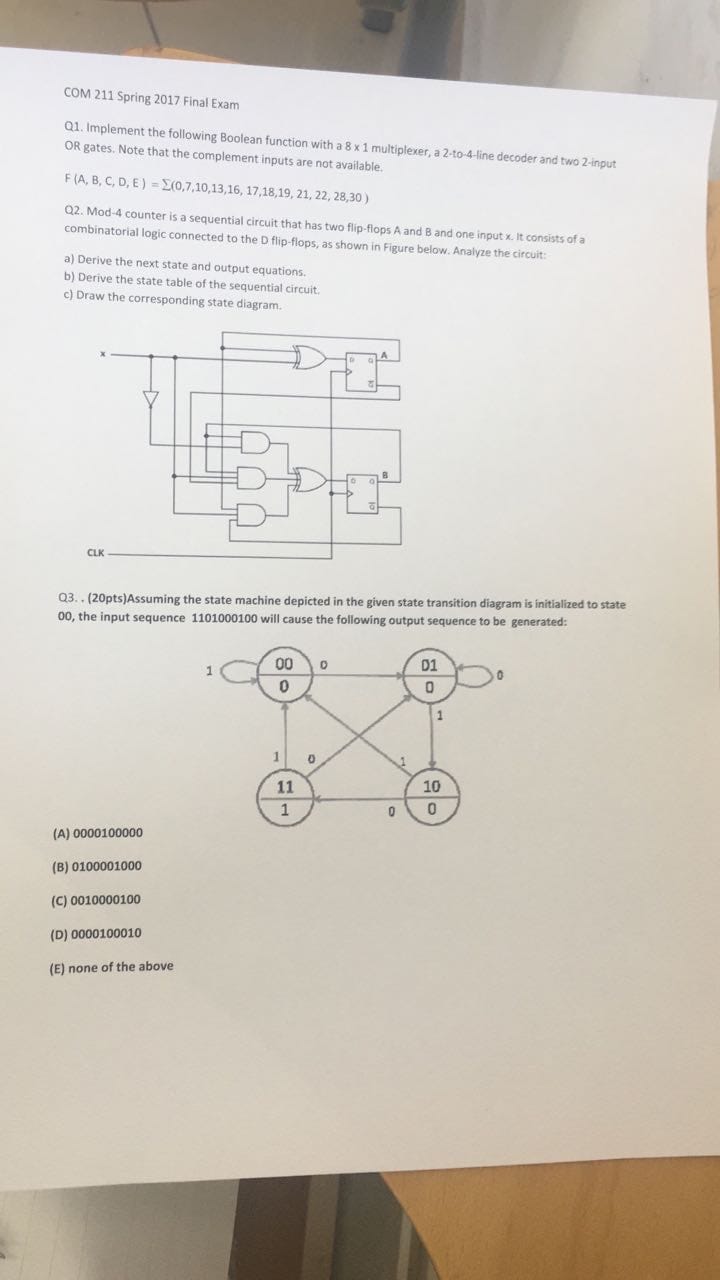 COM 211 Spring 2017 Final Exam
Q1. Implement the following Boolean function with a 8 x 1 multiplexer, a 2-to-4-line decoder and two 2-input
OR gates. Note that the complement inputs are not available.
F (A, B, C, D, E ) = ∑(0,7,10,13,16, 17,18,19, 21, 22, 28,30 )
Q2. Mod-4 counter is a sequential circuit that has two flip-flops A and B and one input x. It consists of a
combinatorial logic connected to the D flip-flops, as shown in Figure below. Analyze the circuit:
a) Derive the next state and output equations.
b) Derive the state table of the sequential circuit.
c) Draw the corresponding state diagram.
x
D Q A
Q̅
D Q B
Q̅
CLK
Q3. . (20pts)Assuming the state machine depicted in the given state transition diagram is initialized to state
00, the input sequence 1101000100 will cause the following output sequence to be generated:
1 00 0 01 0
0 0
1
1 0 1
11 10
1 0 0
(A) 0000100000
(B) 0100001000
(C) 0010000100
(D) 0000100010
(E) none of the above